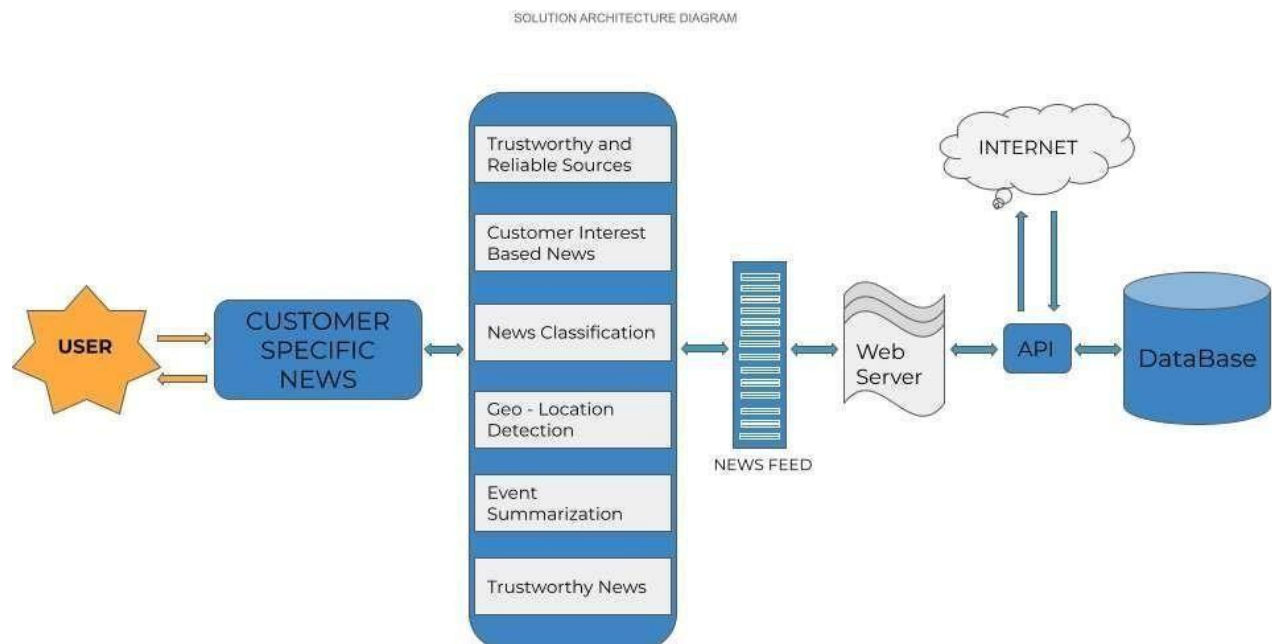 SOLUTION ARCHITECTURE DIAGRAM
USER
CUSTOMER
SPECIFIC
NEWS
Trustworthy and
Reliable Sources
Customer Interest
Based News
News Classification
Geo - Location
Detection
Event
Summarization
Trustworthy News
NEWS FEED
Web
Server
INTERNET
API
DataBase